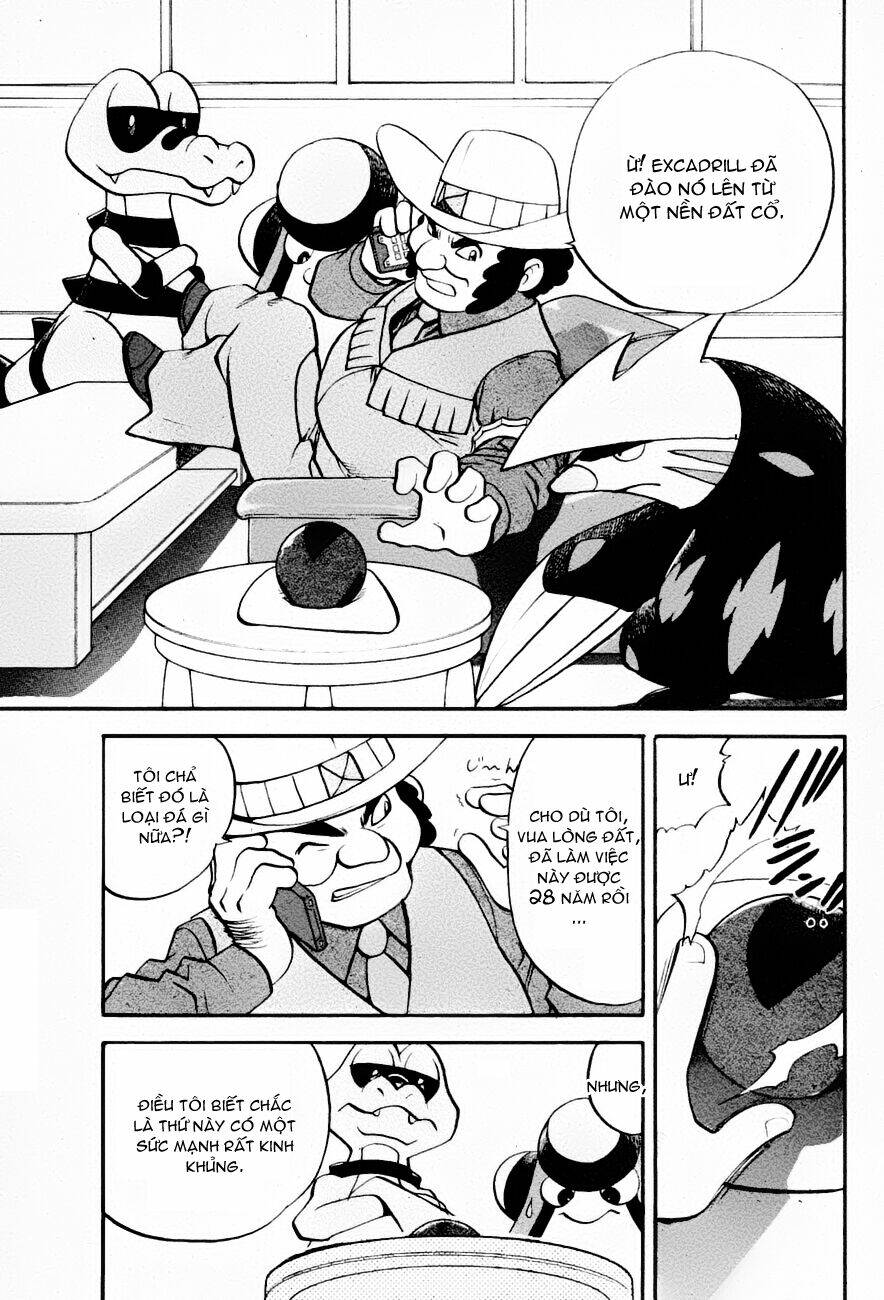 Ừ! EXCADRILL ĐÃ
ĐÀO NÓ LÊN TỪ
MỘT NỀN ĐẤT CỔ.
Ư!
CHO DÙ TÔI,
VUA LÒNG ĐẤT,
ĐÃ LÀM VIỆC
NÀY ĐƯỢC
28 NĂM RỒI
...
TÔI CHẢ
BIẾT ĐÓ LÀ
LOẠI ĐÁ GÌ
NỮA?!
NHƯNG,
ĐIỀU TÔI BIẾT CHẮC
LÀ THỨ NÀY CÓ MỘT
SỨC MẠNH RẤT KINH
KHỦNG.